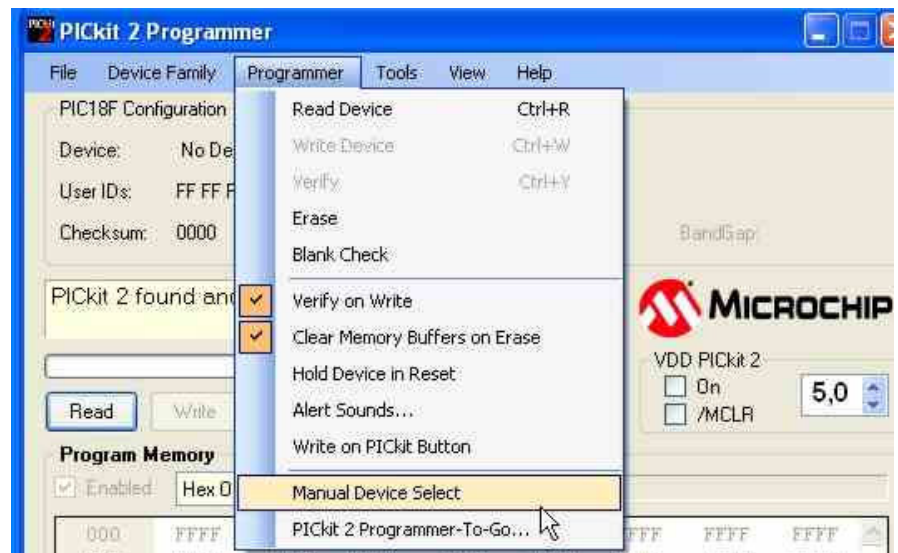 PICkit 2 Programmer
File Device Family Programmer Tools View Help
PIC18F Configuration
Read Device Ctrl+R
Write Device Ctrl+W
Device: No De
Verify Ctrl+Y
User IDs: FF FF F
Erase
Checksum: 0000
BandGap:
Blank Check
PICkit 2 found and
Verify on Write
MICROCHIP
Clear Memory Buffers on Erase
VDD PICkit 2
Hold Device in Reset
On
5,0
Read Write
Alert Sounds...
/MCLR
Write on PICkit Button
Program Memory
Enabled Hex O
Manual Device Select
PICkit 2 Programmer-To-Go...
000 FFFF FFFF FFFF FFFF